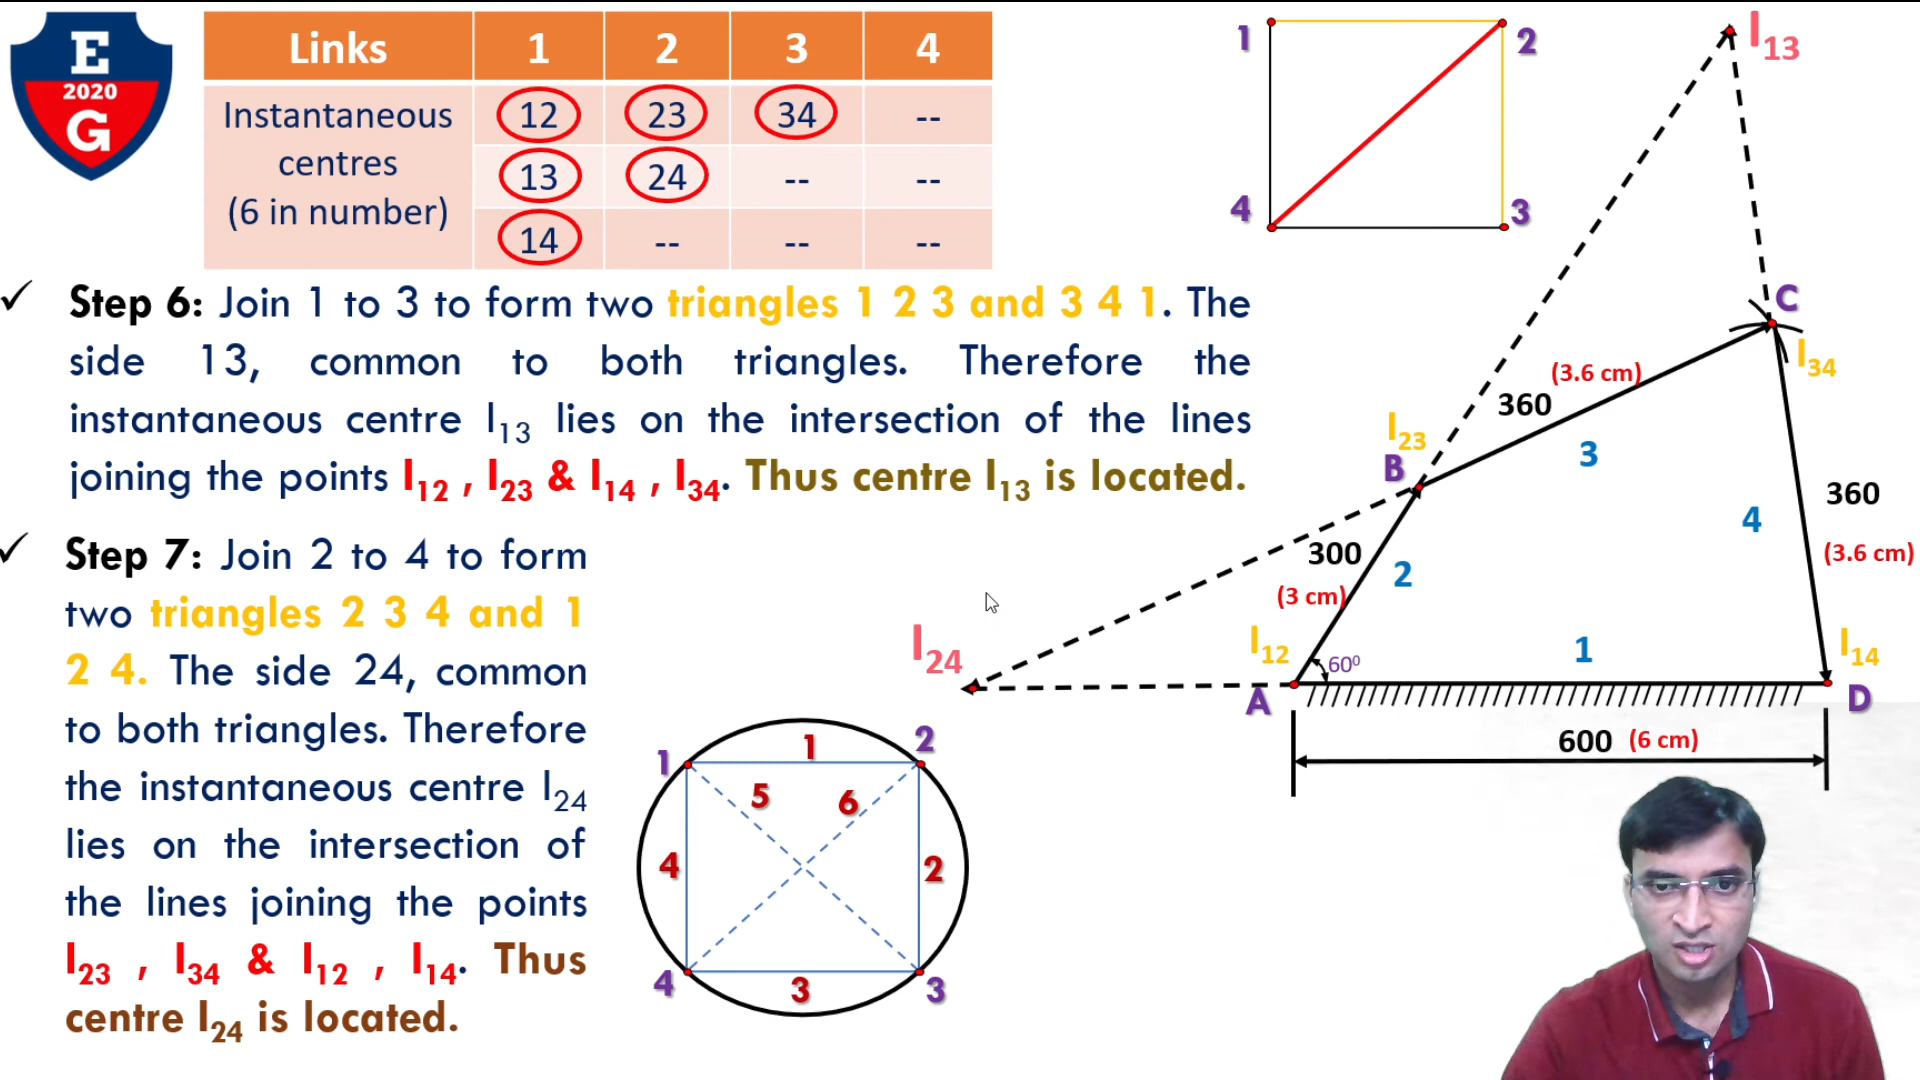 E
2020
G
Links 1 2 3 4
Instantaneous centres (6 in number)
12 23 34 --
13 24 -- --
14 -- -- --
✓ Step 6: Join 1 to 3 to form two triangles 1 2 3 and 3 4 1. The
side 13, common to both triangles. Therefore the
instantaneous centre I13 lies on the intersection of the lines
joining the points I12 , I23 & I14 , I34. Thus centre I13 is located.
✓ Step 7: Join 2 to 4 to form
two triangles 2 3 4 and 1
2 4. The side 24, common
to both triangles. Therefore
the instantaneous centre I24
lies on the intersection of
the lines joining the points
I23 , I34 & I12 , I14. Thus
centre I24 is located.
1 2
4 3
1 1 2
5 6
4 2
4 3 3
I13
C
I34
(3.6 cm)
360
I23
B
3
360
4
(3.6 cm)
300
2
(3 cm)
I24
I12
60⁰
1
I14
A
D
600 (6 cm)